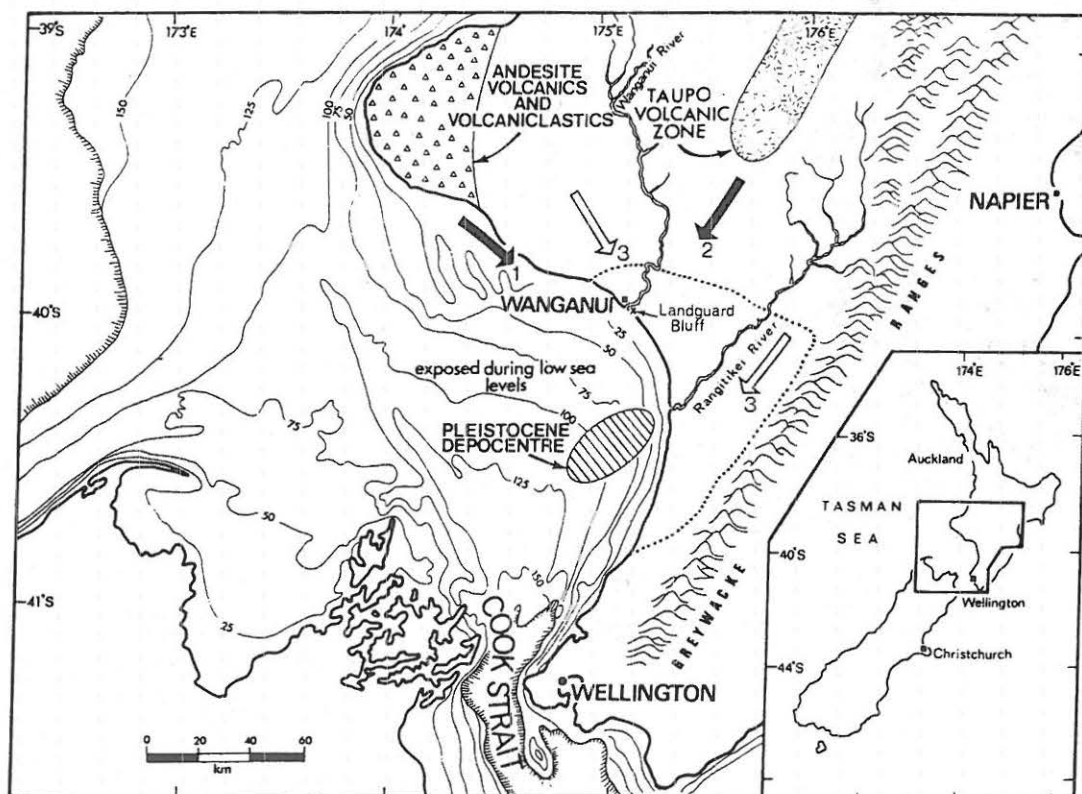 39°S
173°E
174°
175°
176°E
39°S
150
125
100
75
50
ANDESITE
VOLCANICS
AND
VOLCANICLASTICS
Wanganui River
TAUPO
VOLCANIC
ZONE
NAPIER
1
3
2
WANGANUI
Landguard
Bluff
40°S
25
50
75
100
exposed during low sea
levels
Rangitikei River
3
RANGES
PLEISTOCENE
DEPOCENTRE
75
125
50
150
25
41°S
GREYWACKE
COOK STRAIT
WELLINGTON
0 20 40 60
km
174°E
176°E
36°S
Auckland
TASMAN
SEA
40°S
Wellington
Christchurch
44°S